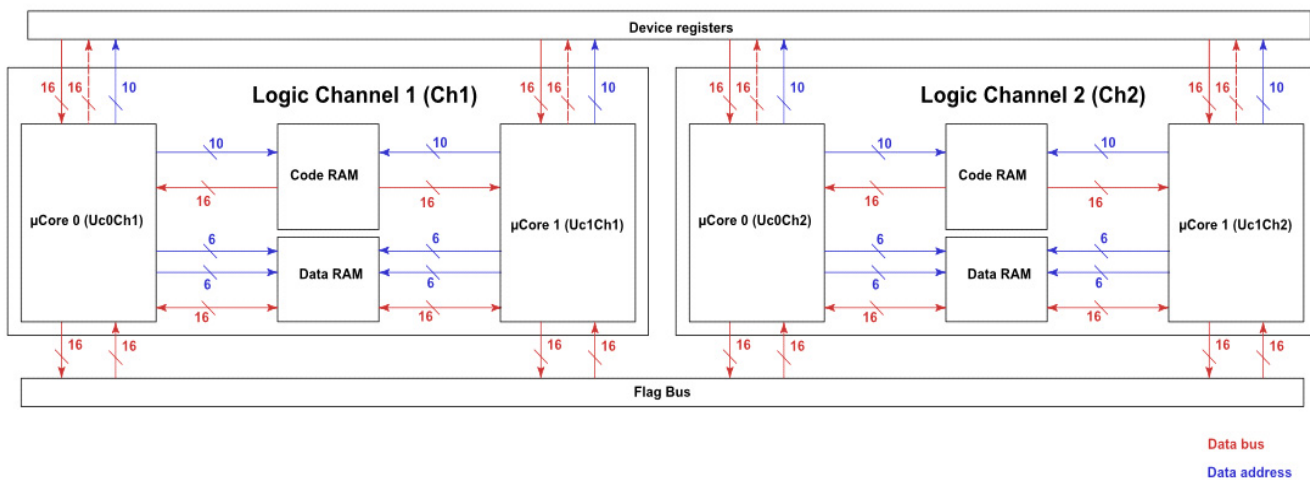 Device registers
16 16 10 16 16 10 16 16 10 16 16 10
Logic Channel 1 (Ch1) Logic Channel 2 (Ch2)
10 10 10 10
Code RAM Code RAM
16 16 16 16
µCore 0 (Uc0Ch1) µCore 1 (Uc1Ch1) µCore 0 (Uc0Ch2) µCore 1 (Uc1Ch2)
6 6 6 6
Data RAM Data RAM
6 6 6 6
16 16 16 16
16 16 16 16 16 16 16 16
Flag Bus
Data bus
Data address